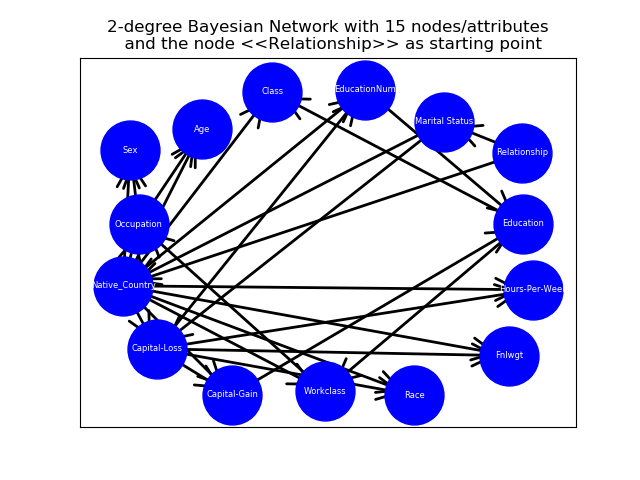 2-degree Bayesian Network with 15 nodes/attributes
and the node <<Relationship>> as starting point
Class
EducationNum
Marital Status
Age
Sex
Relationship
Occupation
Education
Native_Country
Hours-Per-Week
Capital-Loss
Fnlwgt
Capital-Gain
Workclass
Race